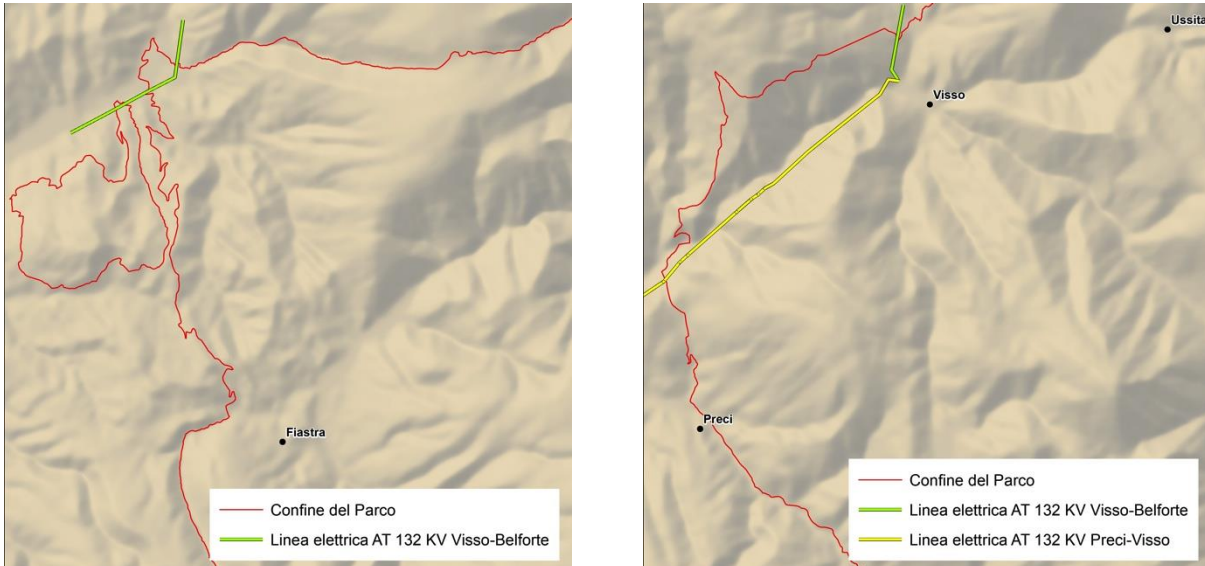 Fiastra
Confine del Parco
Linea elettrica AT 132 KV Visso-Belforte
Ussita
Visso
Preci
Confine del Parco
Linea elettrica AT 132 KV Visso-Belforte
Linea elettrica AT 132 KV Preci-Visso